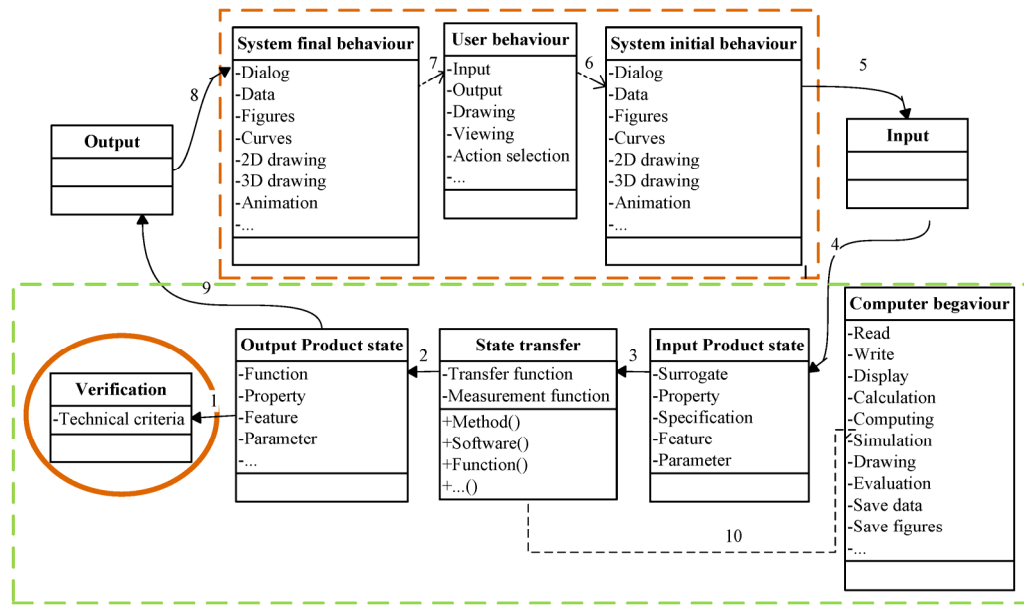 System final behaviour
-Dialog
-Data
-Figures
-Curves
-2D drawing
-3D drawing
-Animation
-...
7
User behaviour
-Input
-Output
-Drawing
-Viewing
-Action selection
-...
6
System initial behaviour
-Dialog
-Data
-Figures
-Curves
-2D drawing
-3D drawing
-Animation
-...
5
8
Output
Input
4
9
Verification
-Technical criteria
1
Output Product state
-Function
-Property
-Feature
-Parameter
-...
2
State transfer
-Transfer function
-Measurement function
+Method()
+Software()
+Function()
+...()
3
Input Product state
-Surrogate
-Property
-Specification
-Feature
-Parameter
Computer begaviour
-Read
-Write
-Display
-Calculation
-Computing
-Simulation
-Drawing
-Evaluation
-Save data
-Save figures
-...
10